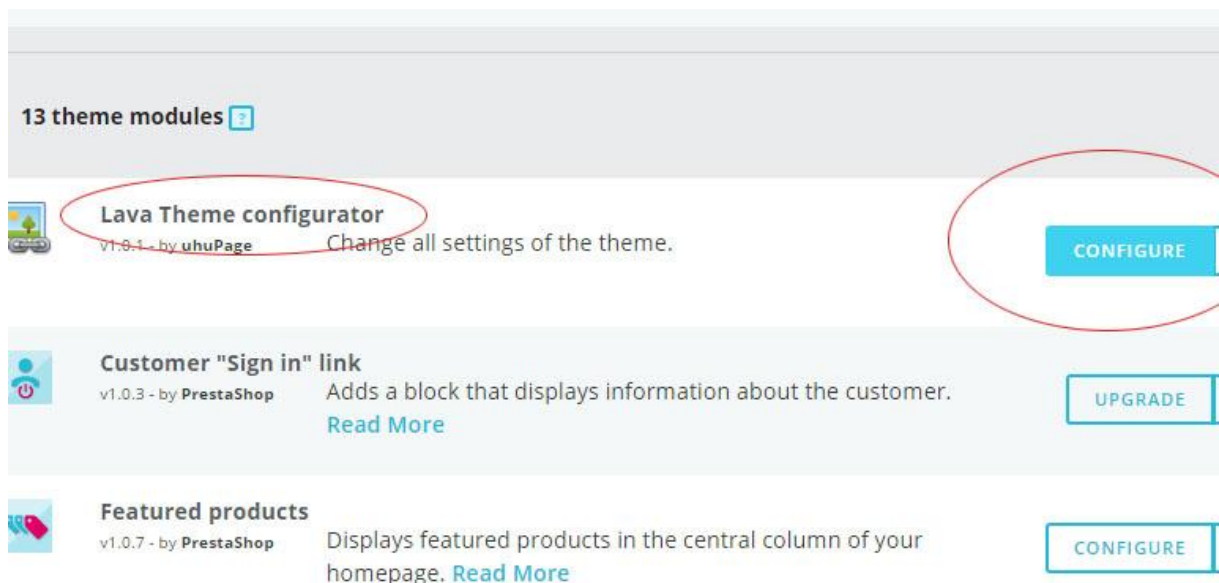 13 theme modules ?
Lava Theme configurator
v1.0.1 - by uhuPage
Change all settings of the theme.
CONFIGURE
Customer "Sign in" link
v1.0.3 - by PrestaShop
Adds a block that displays information about the customer.
Read More
UPGRADE
Featured products
v1.0.7 - by PrestaShop
Displays featured products in the central column of your
homepage. Read More
CONFIGURE